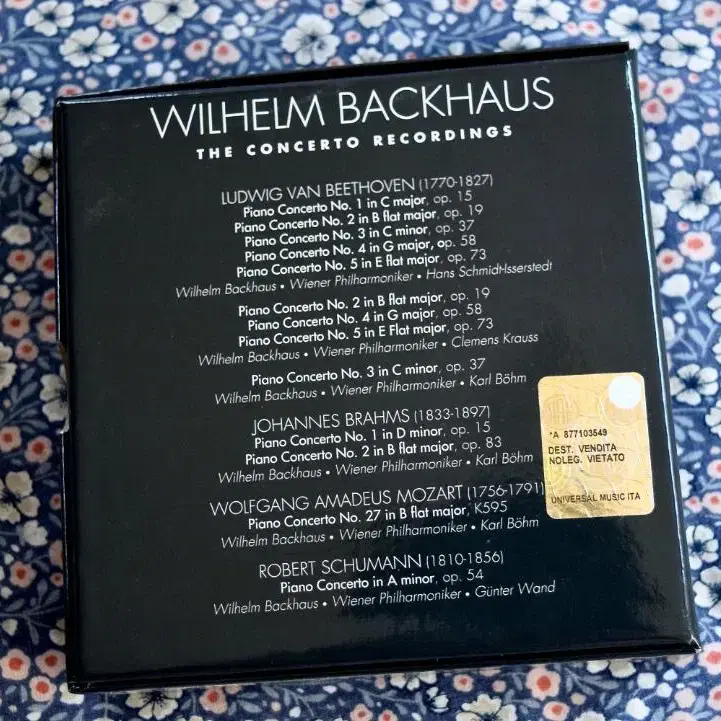 WILHELM BACKHAUS
THE CONCERTO RECORDINGS
LUDWIG VAN BEETHOVEN (1770-1827)
Piano Concerto No. 1 in C major, op. 15
Piano Concerto No. 2 in B flat major, op. 19
Piano Concerto No. 3 in C minor, op. 37
Piano Concerto No. 4 in G major, op. 58
Piano Concerto No. 5 in E flat major, op. 73
Wilhelm Backhaus • Wiener Philharmoniker • Hans Schmidt-Isserstedt
Piano Concerto No. 2 in B flat major, op. 19
Piano Concerto No. 4 in G major, op. 58
Piano Concerto No. 5 in E Flat major, op. 73
Wilhelm Backhaus • Wiener Philharmoniker • Clemens Krauss
Piano Concerto No. 3 in C minor, op. 37
Wilhelm Backhaus • Wiener Philharmoniker • Karl Böhm
JOHANNES BRAHMS (1833-1897)
Piano Concerto No. 1 in D minor, op. 15
Piano Concerto No. 2 in B flat major, op. 83
Wilhelm Backhaus • Wiener Philharmoniker • Karl Böhm
*A 877103549
DEST. VENDITA
NOLEG. VIETATO
UNIVERSAL MUSIC ITA
WOLFGANG AMADEUS MOZART (1756-1791)
Piano Concerto No. 27 in B flat major, K595
Wilhelm Backhaus • Wiener Philharmoniker • Karl Böhm
ROBERT SCHUMANN (1810-1856)
Piano Concerto in A minor, op. 54
Wilhelm Backhaus • Wiener Philharmoniker • Günter Wand